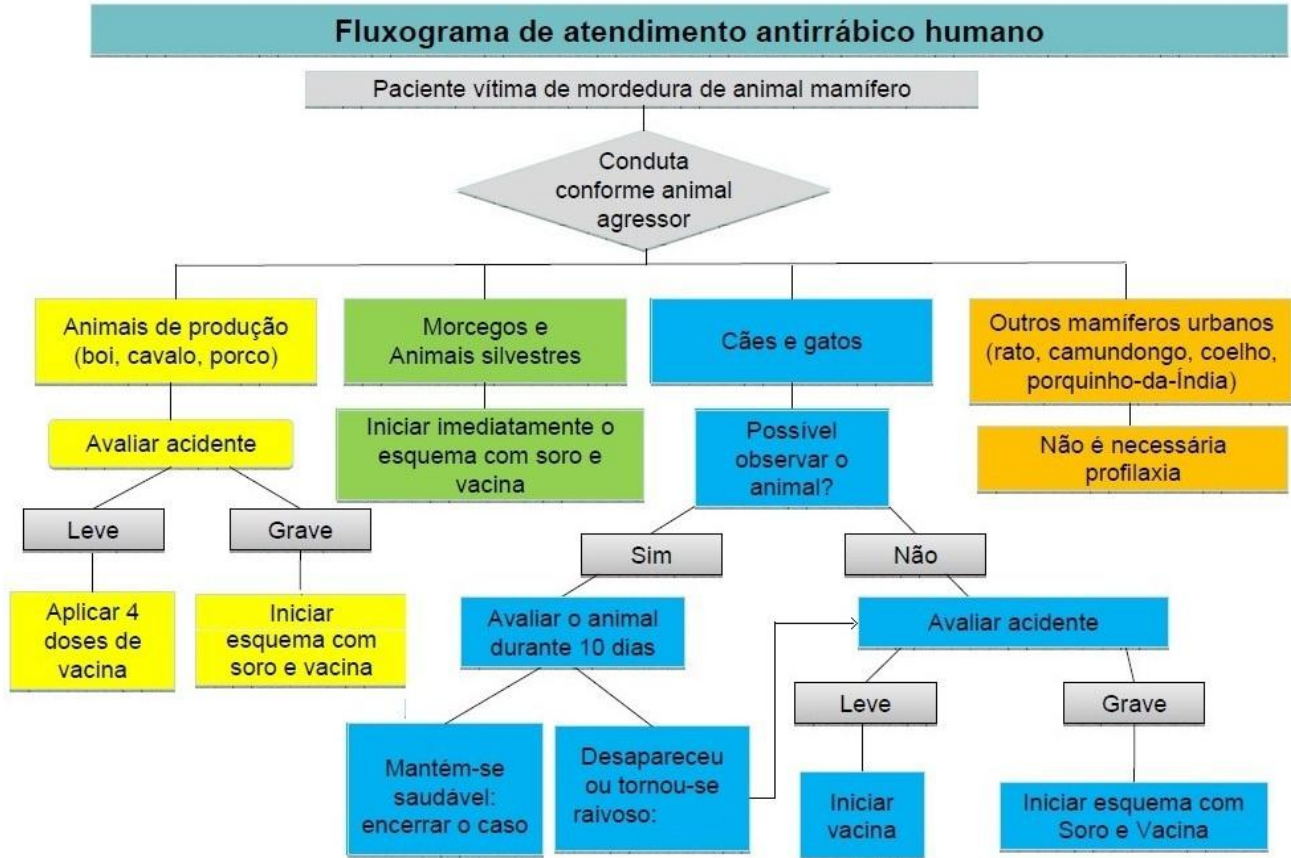 Fluxograma de atendimento antirrábico humano
Paciente vítima de mordedura de animal mamífero
Conduta
conforme animal
agressor
Animais de produção
(boi, cavalo, porco)
Morcegos e
Animais silvestres
Cães e gatos
Outros mamíferos urbanos
(rato, camundongo, coelho,
porquinho-da-Índia)
Avaliar acidente
Iniciar imediatamente o
esquema com soro e
vacina
Possível
observar o
animal?
Não é necessária
profilaxia
Leve
Grave
Sim
Não
Aplicar 4
doses de
vacina
Iniciar
esquema com
soro e vacina
Avaliar o animal
durante 10 dias
Avaliar acidente
Leve
Grave
Mantém-se
saudável:
encerrar o caso
Desapareceu
ou tornou-se
raivoso:
Iniciar
vacina
Iniciar esquema com
Soro e Vacina